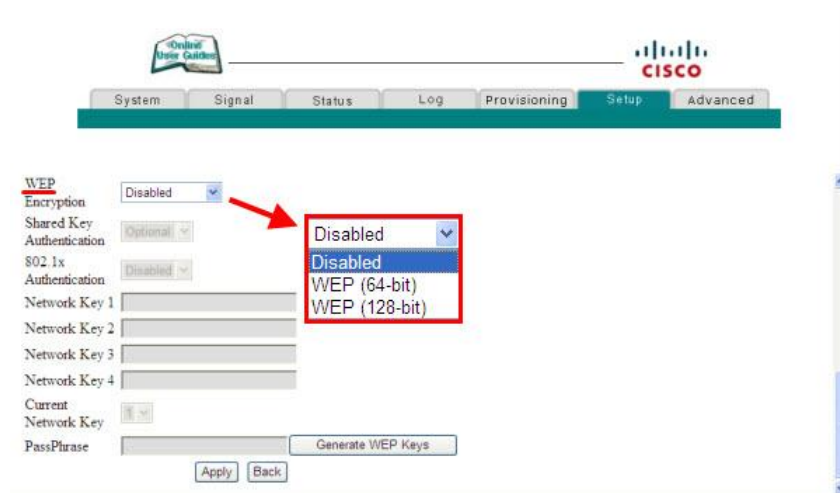 Online
User Guides
CISCO
System Signal Status Log Provisioning Setup Advanced
WEP
Encryption
Disabled
Shared Key
Authentication
Optional
802.1x
Authentication
Disabled
Disabled
Disabled
WEP (64-bit)
WEP (128-bit)
Network Key 1
Network Key 2
Network Key 3
Network Key 4
Current
Network Key
1
PassPhrase
Generate WEP Keys
Apply Back